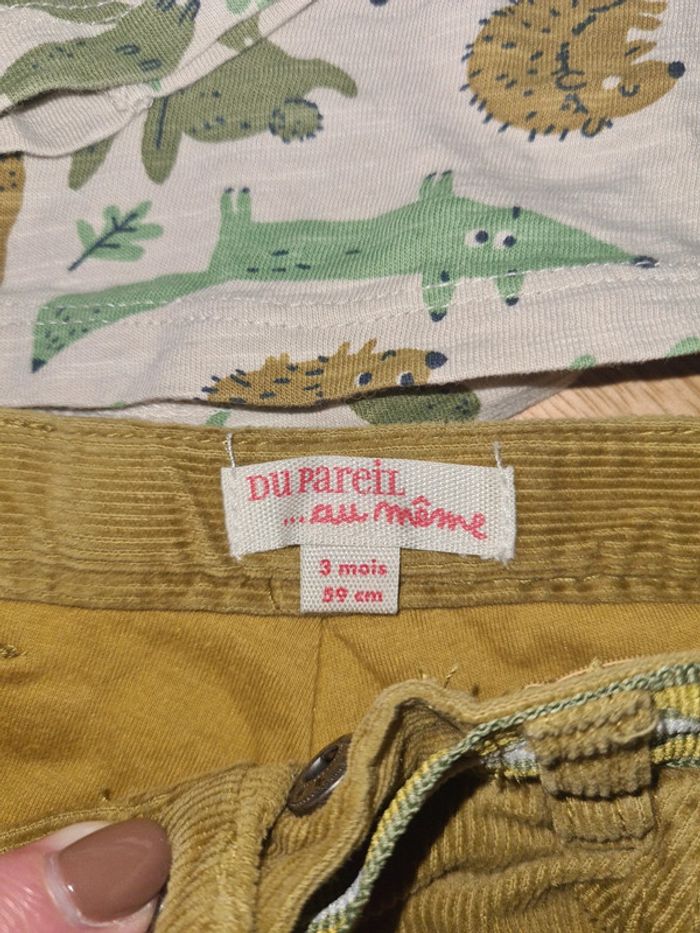 DU PAREIL
...au même
3 mois
59 cm